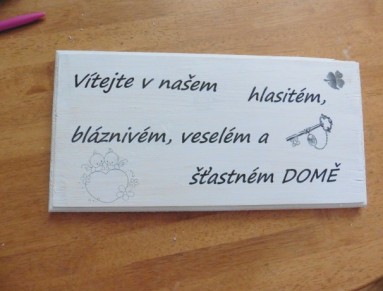 Vítejte v našem hlasitém,
bláznivém, veselém a
šťastném DOMĚ